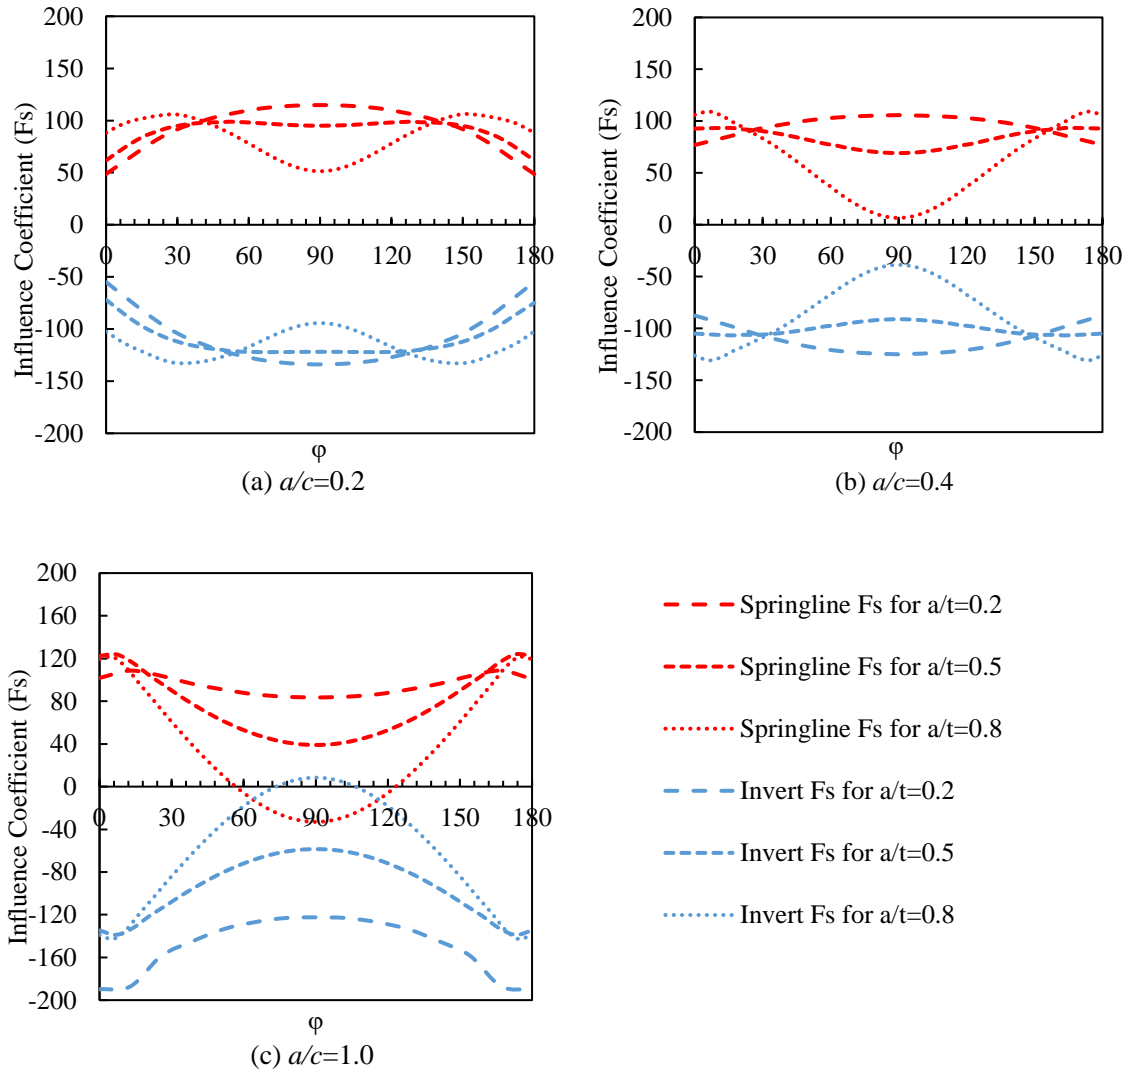 200
150
100
50
0
-50
-100
-150
-200
Influence Coefficient (Fs)
0 30 60 90 120 150 180
φ
(a) a/c=0.2
200
150
100
50
0
-50
-100
-150
-200
Influence Coefficient (Fs)
0 30 60 90 120 150 180
φ
(b) a/c=0.4
200
160
120
80
40
0
-40
-80
-120
-160
-200
Influence Coefficient (Fs)
0 30 60 90 120 150 180
φ
(c) a/c=1.0
Springline Fs for a/t=0.2
Springline Fs for a/t=0.5
Springline Fs for a/t=0.8
Invert Fs for a/t=0.2
Invert Fs for a/t=0.5
Invert Fs for a/t=0.8